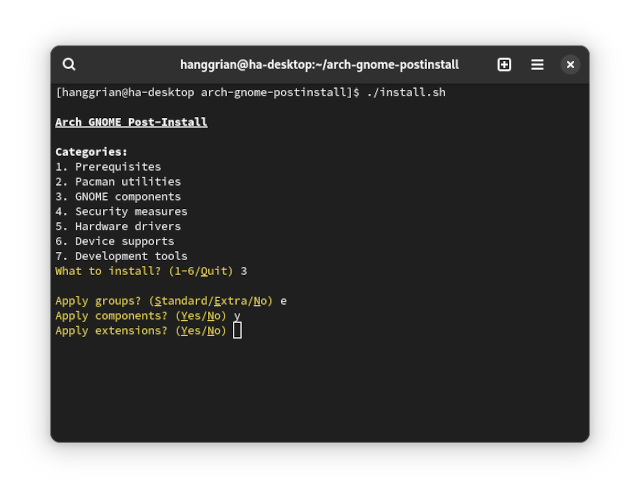 hanggrian@ha-desktop:~/arch-gnome-postinstall
[hanggrian@ha-desktop arch-gnome-postinstall]$ ./install.sh
Arch GNOME Post-Install
Categories:
1. Prerequisites
2. Pacman utilities
3. GNOME components
4. Security measures
5. Hardware drivers
6. Device supports
7. Development tools
What to install? (1-6/Quit) 3
Apply groups? (Standard/Extra/No) e
Apply components? (Yes/No) y
Apply extensions? (Yes/No)